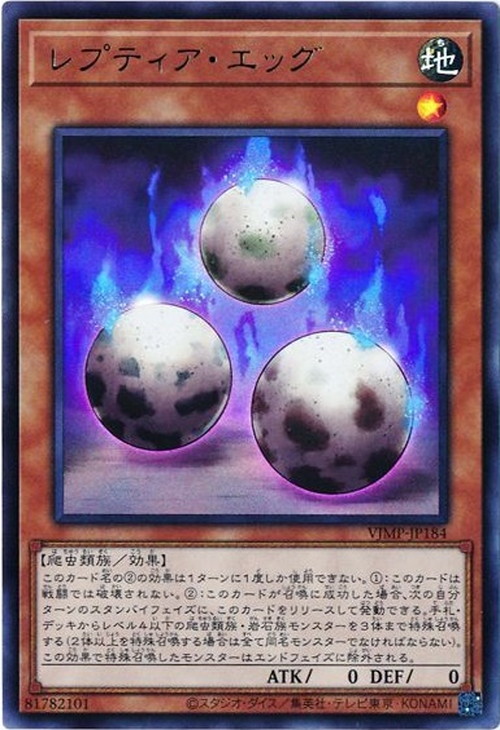 レプティア・エッグ
地
VJMP-JP184
【爬虫類族/効果】
このカード名の②の効果は1ターンに1度しか使用できない。①:このカードは
戦闘では破壊されない。②:このカードが召喚に成功した場合、次の自分
ターンのスタンバイフェイズに、このカードをリリースして発動できる。手札・
デッキからレベル4以下の爬虫類族・岩石族モンスターを3体まで特殊召喚
する(2体以上を特殊召喚する場合は全て同名モンスターでなければならない)。
この効果で特殊召喚したモンスターはエンドフェイズに除外される。
ATK/ 0 DEF/ 0
81782101 ©スタジオ・ダイス/集英社・テレビ東京・KONAMI